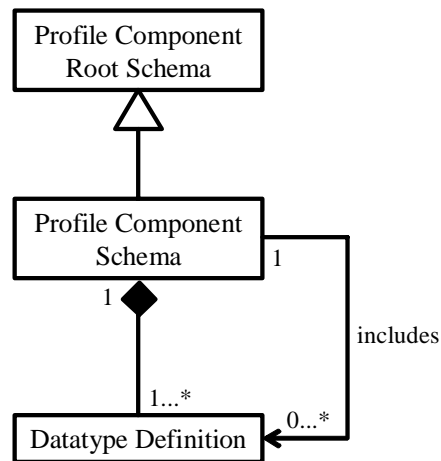 Profile Component
Root Schema
Profile Component
Schema
1
1
includes
1...*
0...*
Datatype Definition